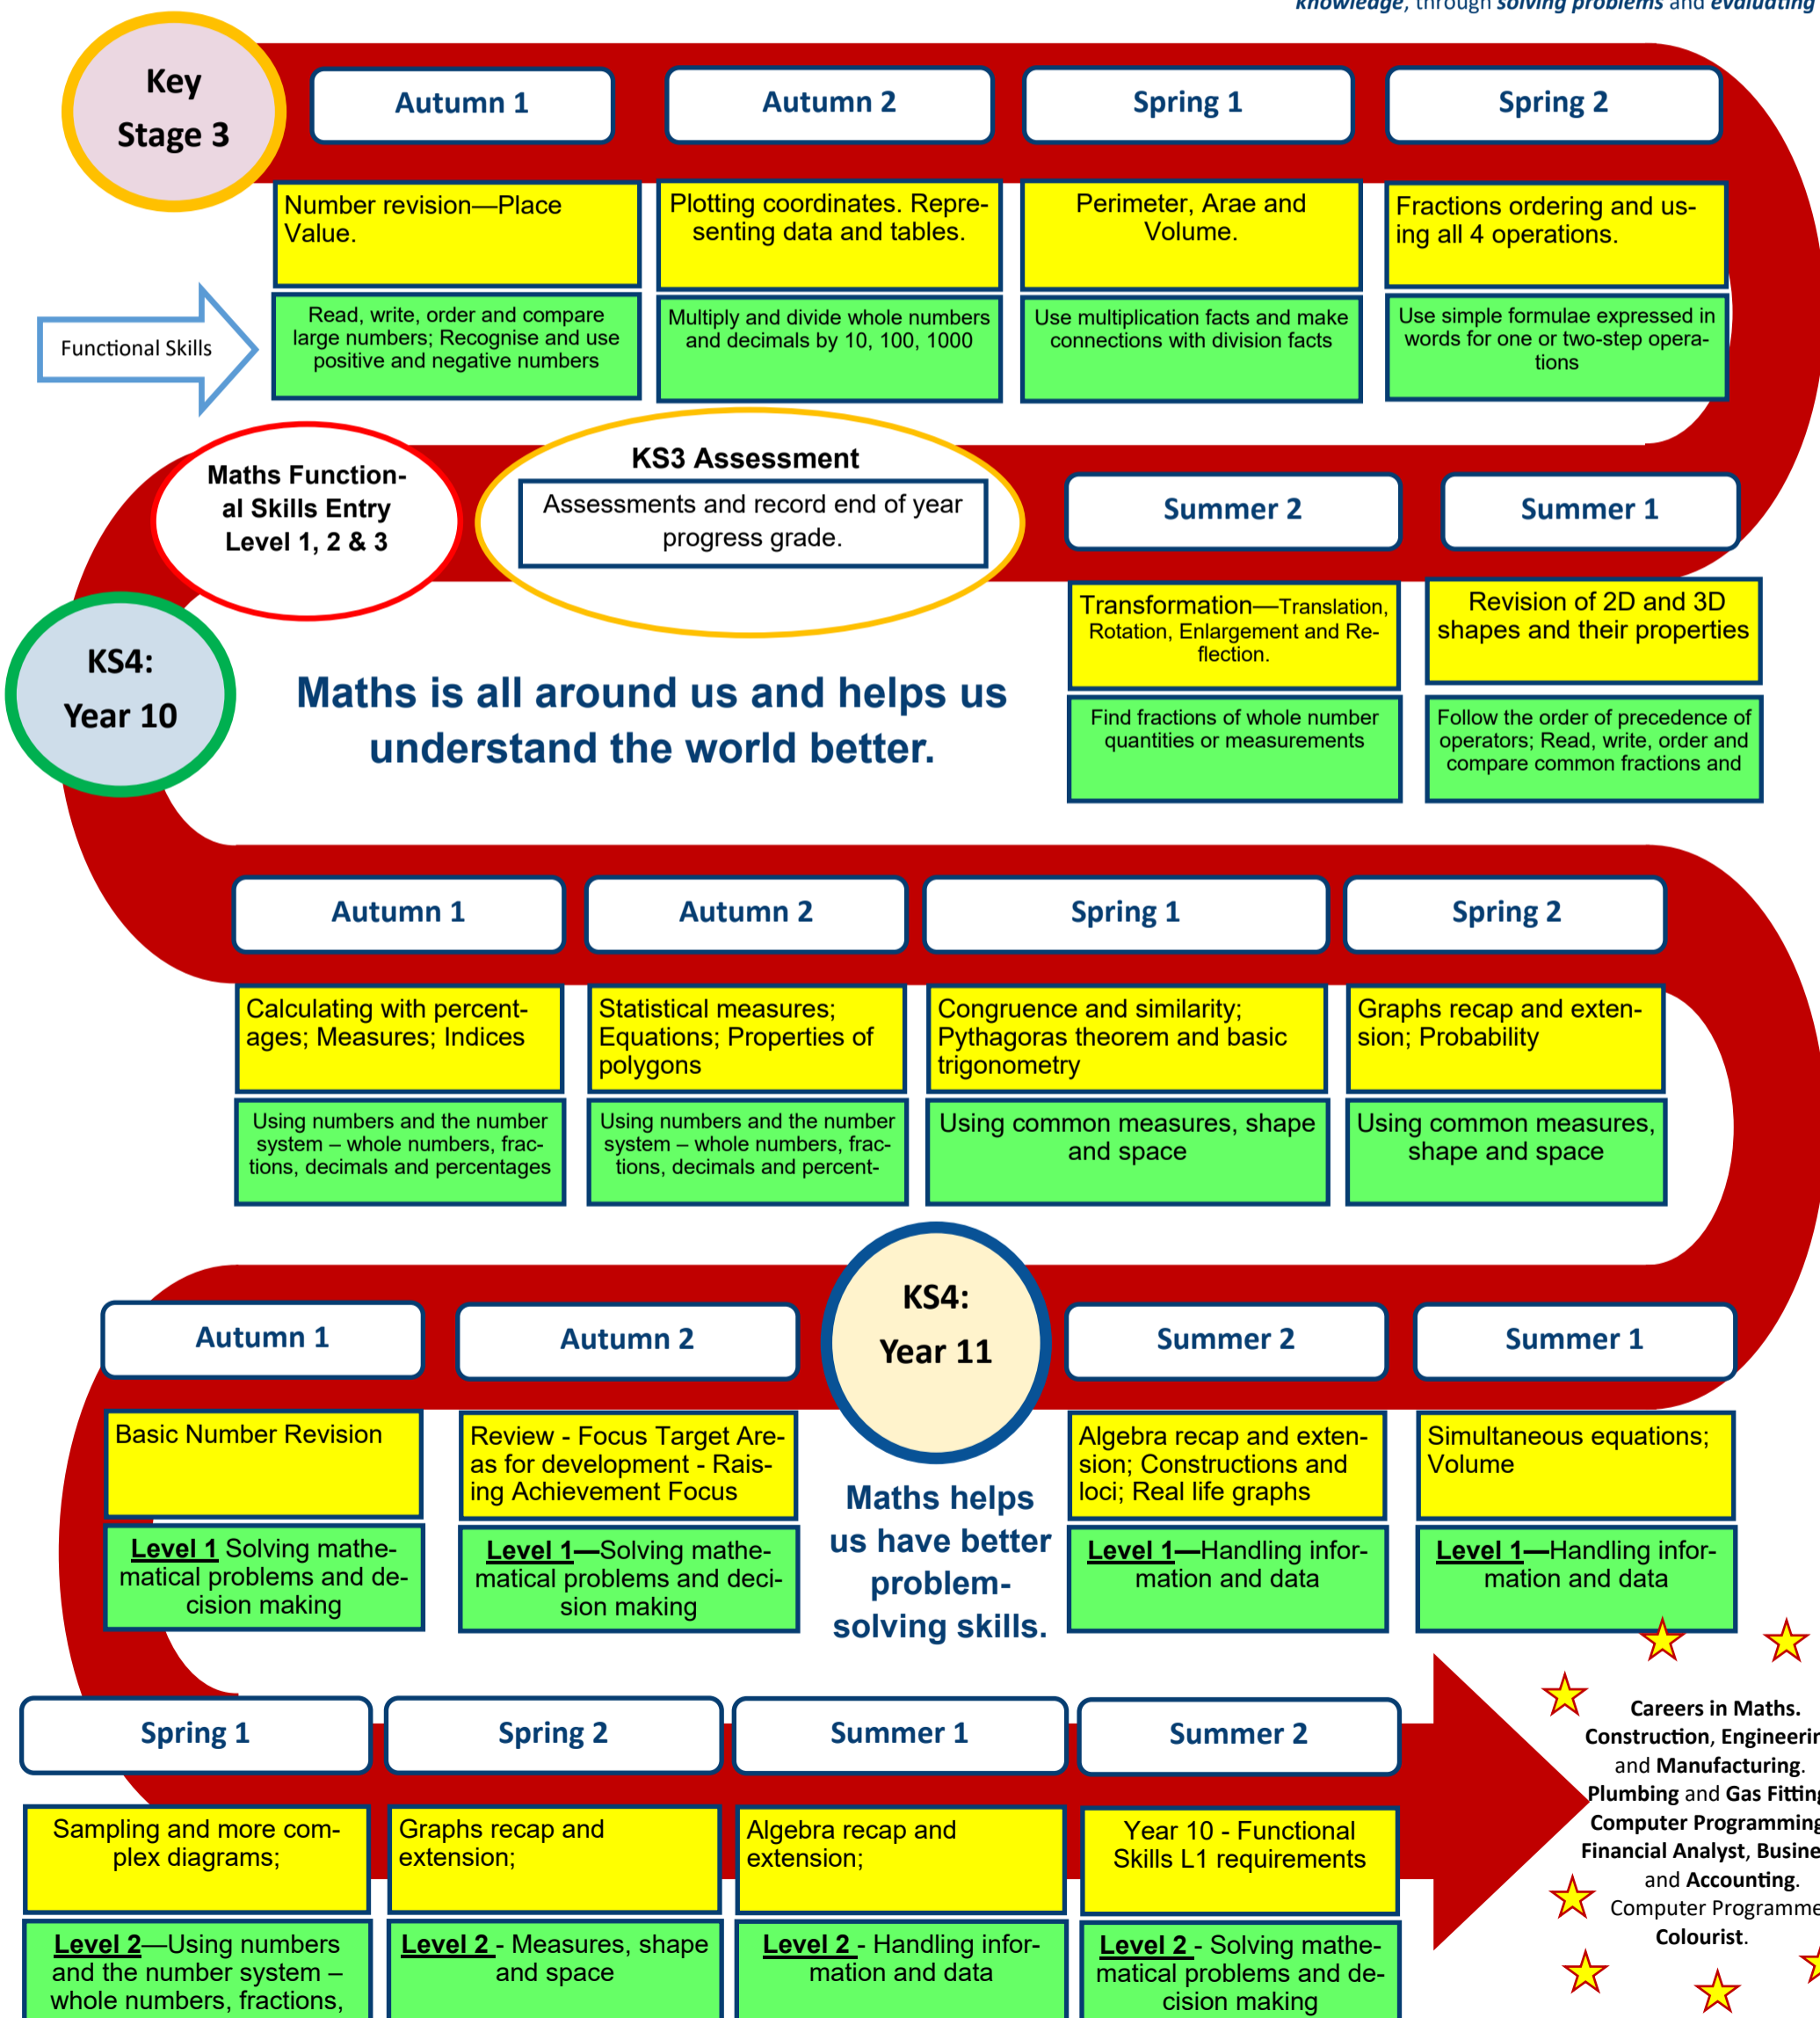 knowledge, through solving problems and evaluating
Key
Stage 3
Autumn 1
Autumn 2
Spring 1
Spring 2
Number revision—Place
Value.
Plotting coordinates. Repre-
senting data and tables.
Perimeter, Arae and
Volume.
Fractions ordering and us-
ing all 4 operations.
Functional Skills
Read, write, order and compare
large numbers; Recognise and use
positive and negative numbers
Multiply and divide whole numbers
and decimals by 10, 100, 1000
Use multiplication facts and make
connections with division facts
Use simple formulae expressed in
words for one or two-step opera-
tions
Maths Function-
al Skills Entry
Level 1, 2 & 3
KS3 Assessment
Assessments and record end of year
progress grade.
Summer 2
Summer 1
Transformation—Translation,
Rotation, Enlargement and Re-
flection.
Revision of 2D and 3D
shapes and their properties
Find fractions of whole number
quantities or measurements
Follow the order of precedence of
operators; Read, write, order and
compare common fractions and
KS4:
Year 10
Maths is all around us and helps us
understand the world better.
Autumn 1
Autumn 2
Spring 1
Spring 2
Calculating with percent-
ages; Measures; Indices
Statistical measures;
Equations; Properties of
polygons
Congruence and similarity;
Pythagoras theorem and basic
trigonometry
Graphs recap and exten-
sion; Probability
Using numbers and the number
system – whole numbers, frac-
tions, decimals and percentages
Using numbers and the number
system – whole numbers, frac-
tions, decimals and percent-
Using common measures, shape
and space
Using common measures,
shape and space
Autumn 1
Autumn 2
KS4:
Year 11
Summer 2
Summer 1
Basic Number Revision
Review - Focus Target Are-
as for development - Rais-
ing Achievement Focus
Algebra recap and exten-
sion; Constructions and
loci; Real life graphs
Simultaneous equations;
Volume
Level 1 Solving mathe-
matical problems and de-
cision making
Level 1—Solving mathe-
matical problems and deci-
sion making
Maths helps
us have better
problem-
solving skills.
Level 1—Handling infor-
mation and data
Level 1—Handling infor-
mation and data
Spring 1
Spring 2
Summer 1
Summer 2
Sampling and more com-
plex diagrams;
Graphs recap and
extension;
Algebra recap and
extension;
Year 10 - Functional
Skills L1 requirements
Level 2—Using numbers
and the number system –
whole numbers, fractions,
Level 2 - Measures, shape
and space
Level 2 - Handling infor-
mation and data
Level 2 - Solving mathe-
matical problems and de-
cision making
Careers in Maths.
Construction, Engineerin
and Manufacturing.
Plumbing and Gas Fitting
Computer Programming
Financial Analyst, Busine
and Accounting.
Computer Programme
Colourist.